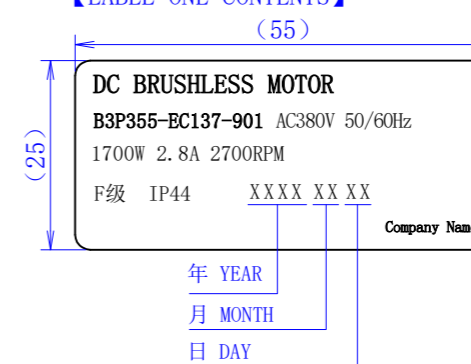 【LABEL ONE CONTENTS】
(55)
(25)
DC BRUSHLESS MOTOR
B3P355-EC137-901 AC380V 50/60Hz
1700W 2.8A 2700RPM
F级 IP44 XXXX XX XX
Company Name
年 YEAR
月 MONTH
日 DAY